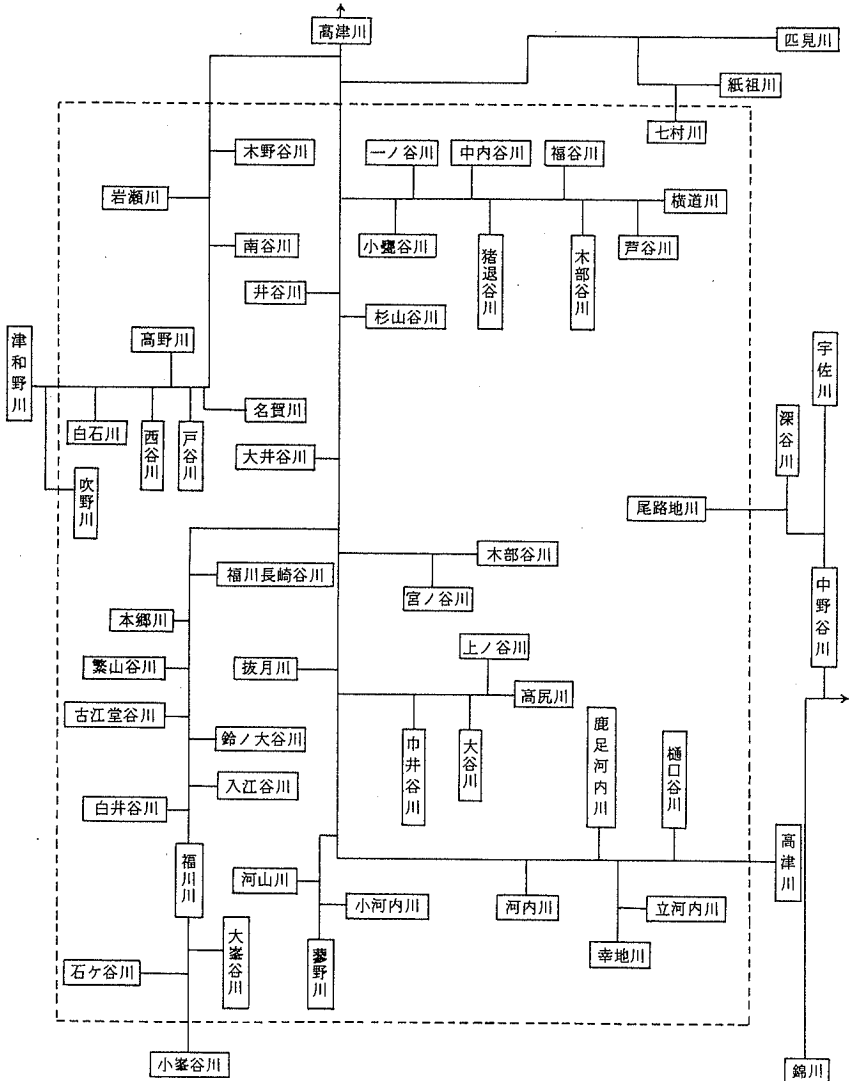 高津川
匹見川
紙祖川
七村川
木野谷川
一ノ谷川
中内谷川
福谷川
岩瀬川
横道川
南谷川
小甕谷川
猪退谷川
木部谷川
芦谷川
井谷川
杉山谷川
津和野川
高野川
宇佐川
名賀川
白石川
西谷川
戸谷川
深谷川
大井谷川
吹野川
尾路地川
木部谷川
福川長崎谷川
宮ノ谷川
中野谷川
本郷川
上ノ谷川
繁山谷川
抜月川
高尻川
古江堂谷川
鈴ノ大谷川
巾井谷川
大谷川
鹿足河内川
樋口谷川
入江谷川
白井谷川
福川川
高津川
河山川
小河内川
河内川
立河内川
大峯谷川
石ケ谷川
蓼野川
幸地川
小峯谷川
錦川